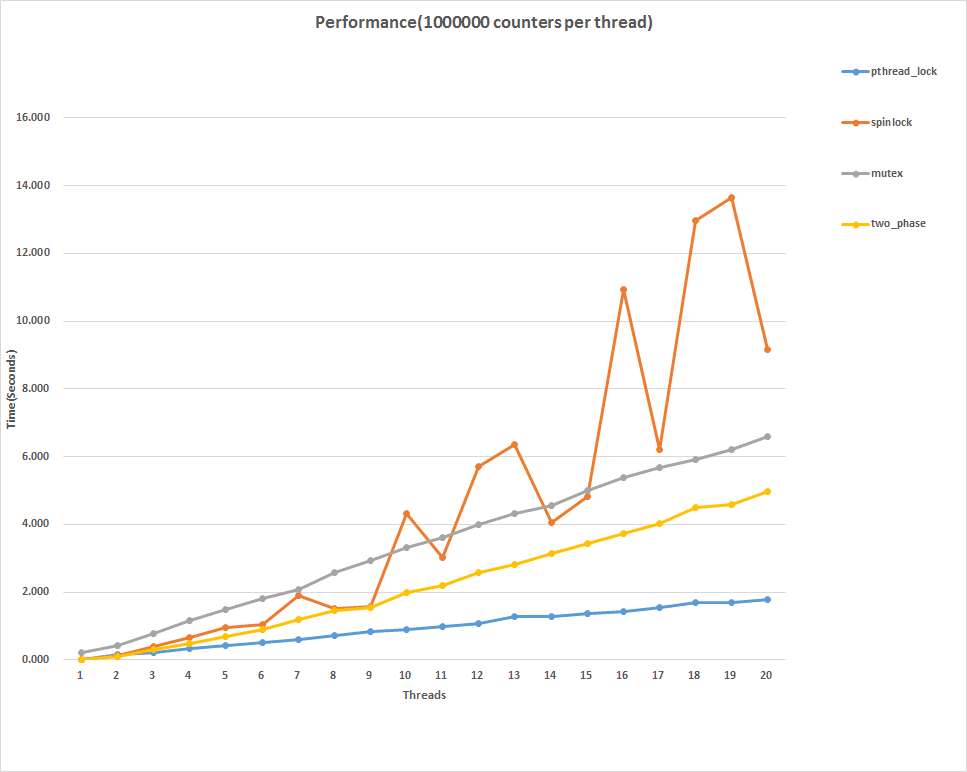 Performance(1000000 counters per thread)
pthread_lock
spinlock
mutex
two_phase
16.000
14.000
12.000
10.000
8.000
6.000
4.000
2.000
0.000
Time(Seconds)
1 2 3 4 5 6 7 8 9 10 11 12 13 14 15 16 17 18 19 20
Threads